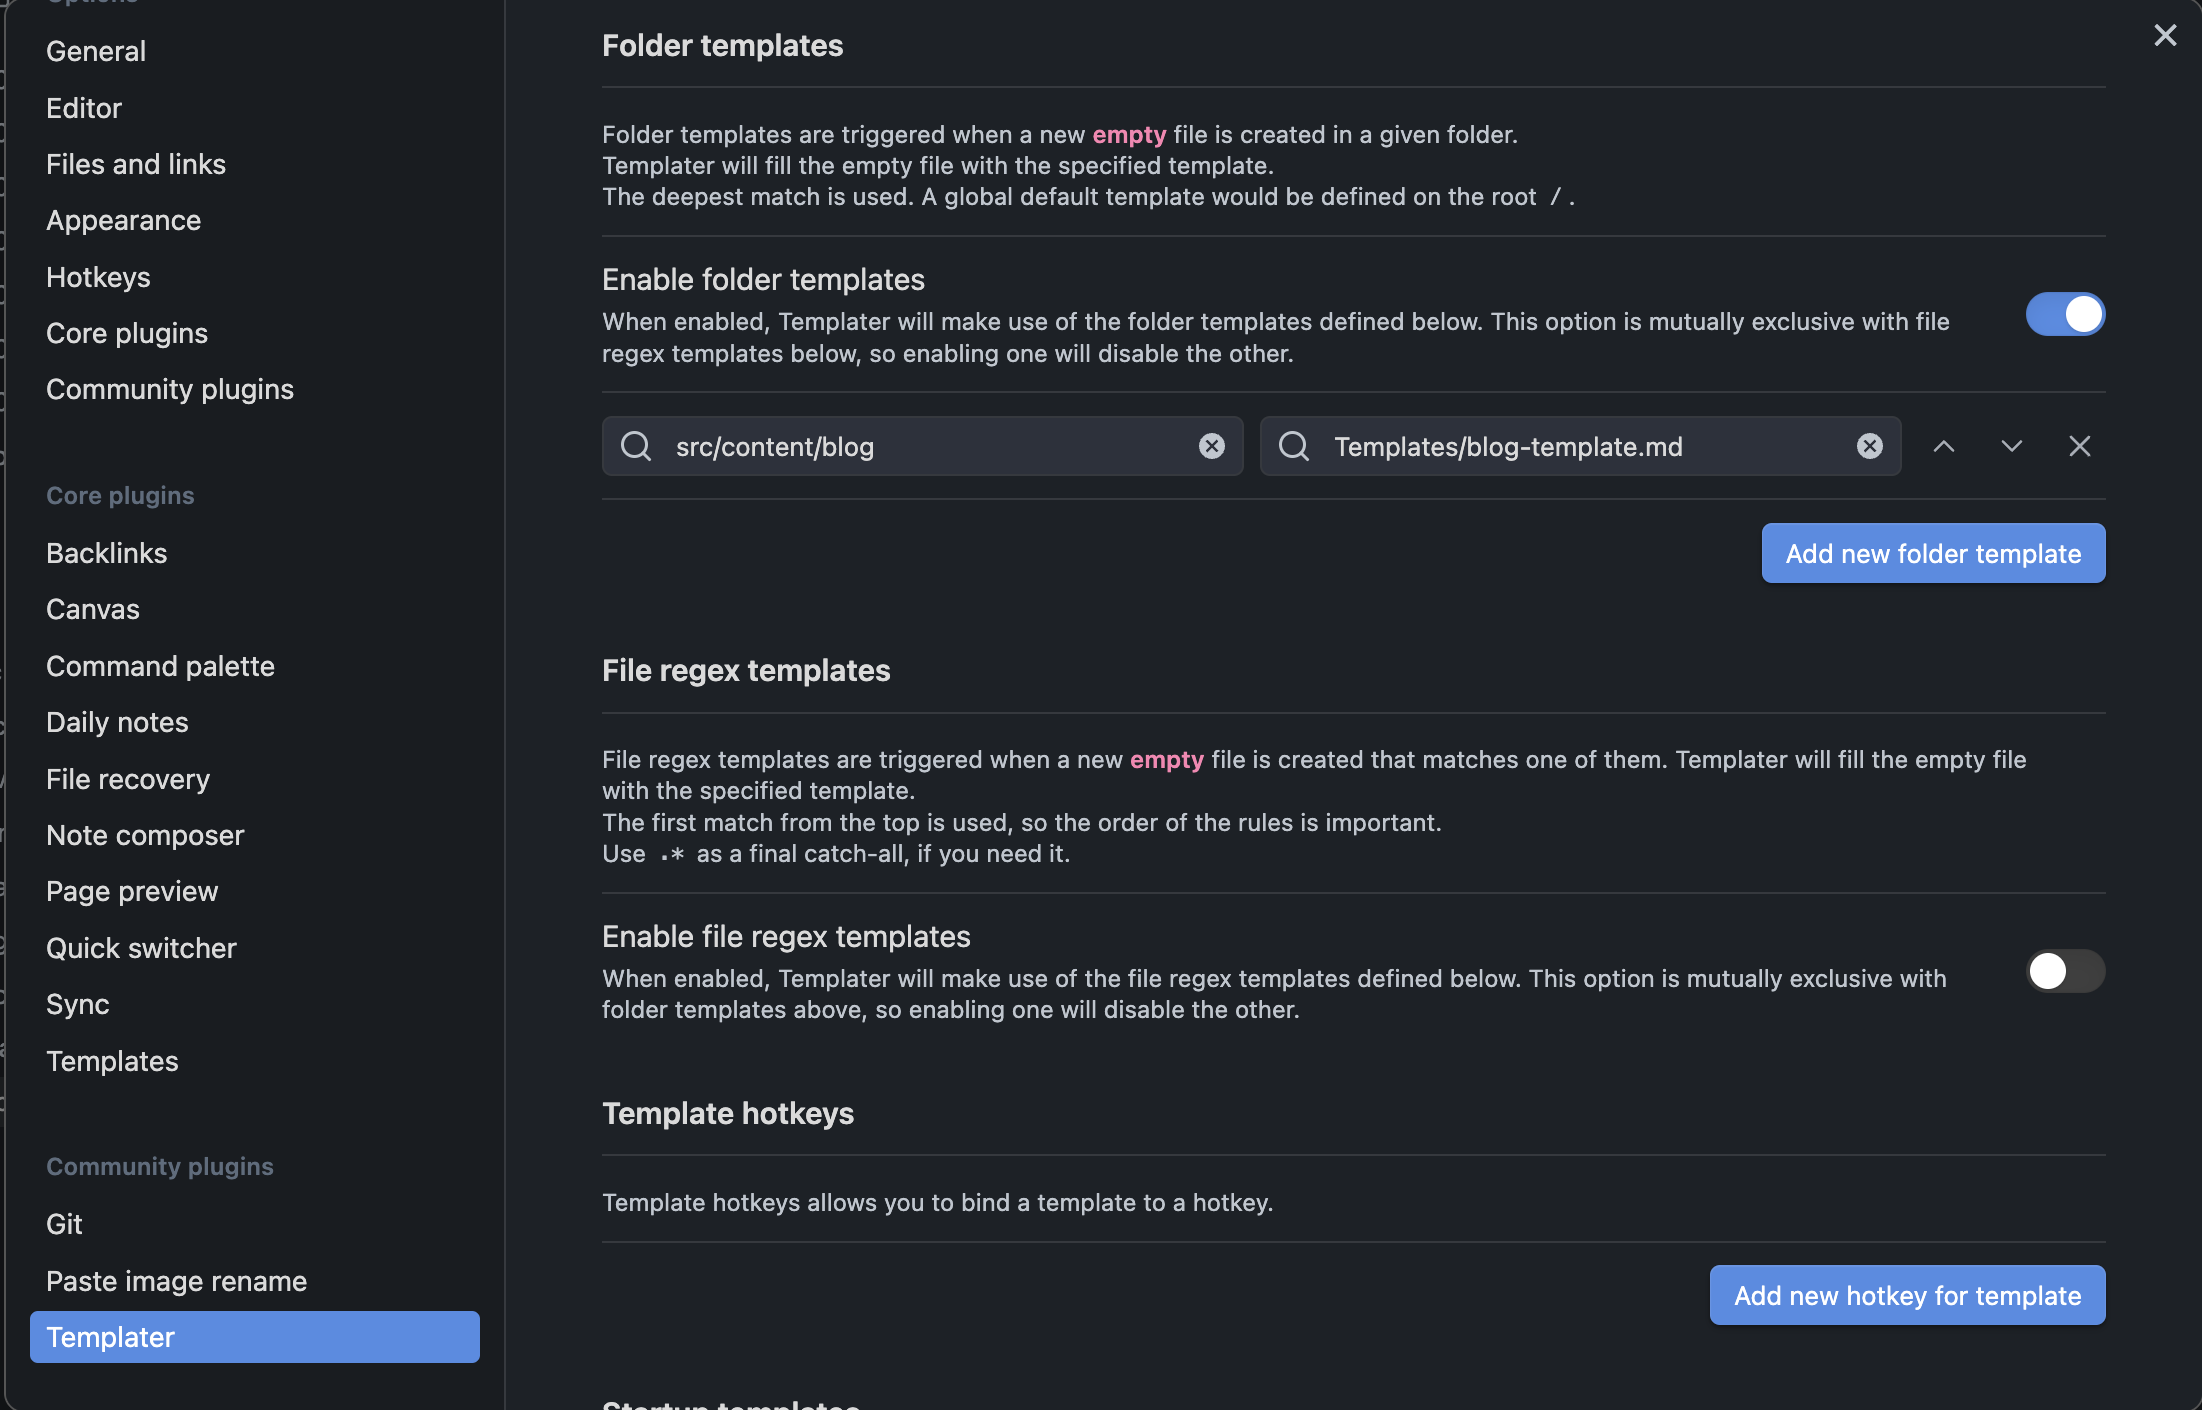 Options
General
Editor
Files and links
Appearance
Hotkeys
Core plugins
Community plugins
Core plugins
Backlinks
Canvas
Command palette
Daily notes
File recovery
Note composer
Page preview
Quick switcher
Sync
Templates
Community plugins
Git
Paste image rename
Templater
Folder templates
Folder templates are triggered when a new empty file is created in a given folder.
Templater will fill the empty file with the specified template.
The deepest match is used. A global default template would be defined on the root / .
Enable folder templates
When enabled, Templater will make use of the folder templates defined below. This option is mutually exclusive with file
regex templates below, so enabling one will disable the other.
src/content/blog
Templates/blog-template.md
Add new folder template
File regex templates
File regex templates are triggered when a new empty file is created that matches one of them. Templater will fill the empty file
with the specified template.
The first match from the top is used, so the order of the rules is important.
Use .* as a final catch-all, if you need it.
Enable file regex templates
When enabled, Templater will make use of the file regex templates defined below. This option is mutually exclusive with
folder templates above, so enabling one will disable the other.
Template hotkeys
Template hotkeys allows you to bind a template to a hotkey.
Add new hotkey for template
Startup templates